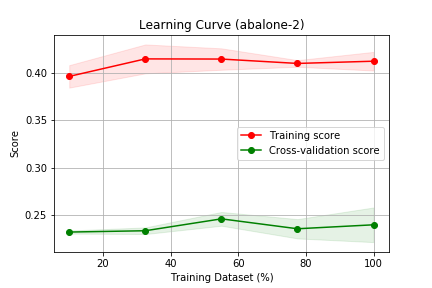 Learning Curve (abalone-2)
0.40
0.35
0.30
0.25
Score
Training score
Cross-validation score
20
40
60
80
100
Training Dataset (%)